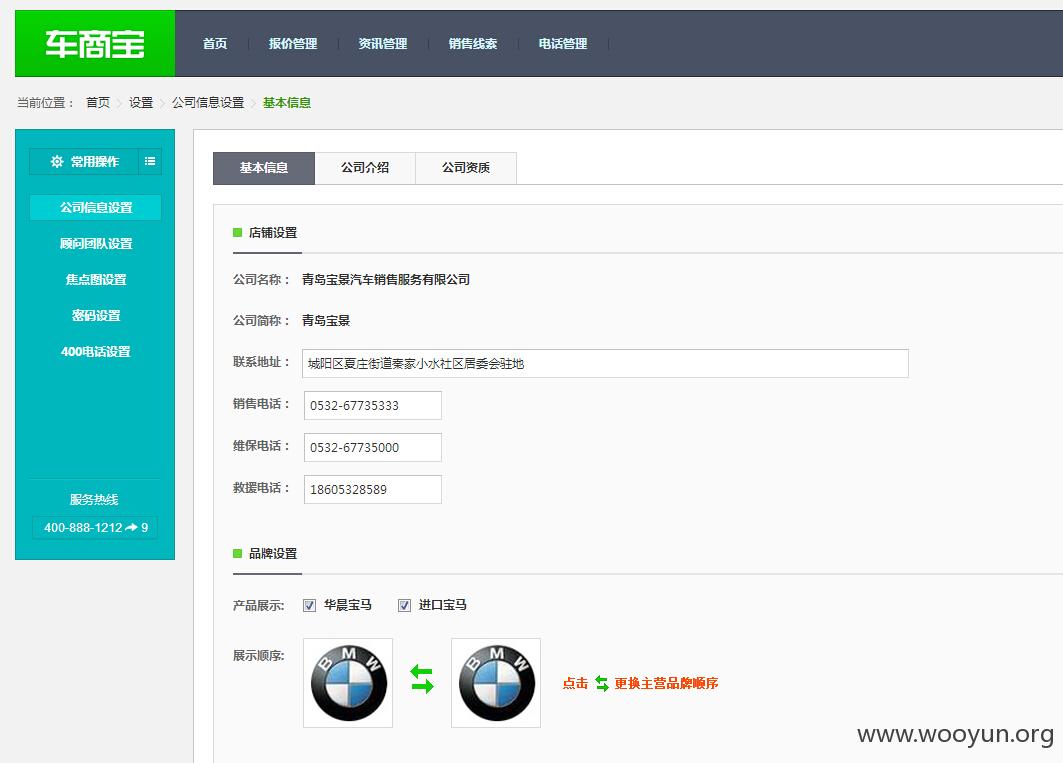 车商宝
首页 报价管理 资讯管理 销售线索 电话管理
当前位置： 首页 设置 公司信息设置 基本信息
常用操作
公司信息设置
顾问团队设置
焦点图设置
密码设置
400电话设置
服务热线
400-888-1212 9
基本信息 公司介绍 公司资质
店铺设置
公司名称： 青岛宝景汽车销售服务有限公司
公司简称： 青岛宝景
联系地址： 城阳区夏庄街道秦家小水社区居委会驻地
销售电话： 0532-67735333
维保电话： 0532-67735000
救援电话： 18605328589
品牌设置
产品展示: 华晨宝马 进口宝马
展示顺序: BMW BMW 点击 更换主营品牌顺序
www.wooyun.org